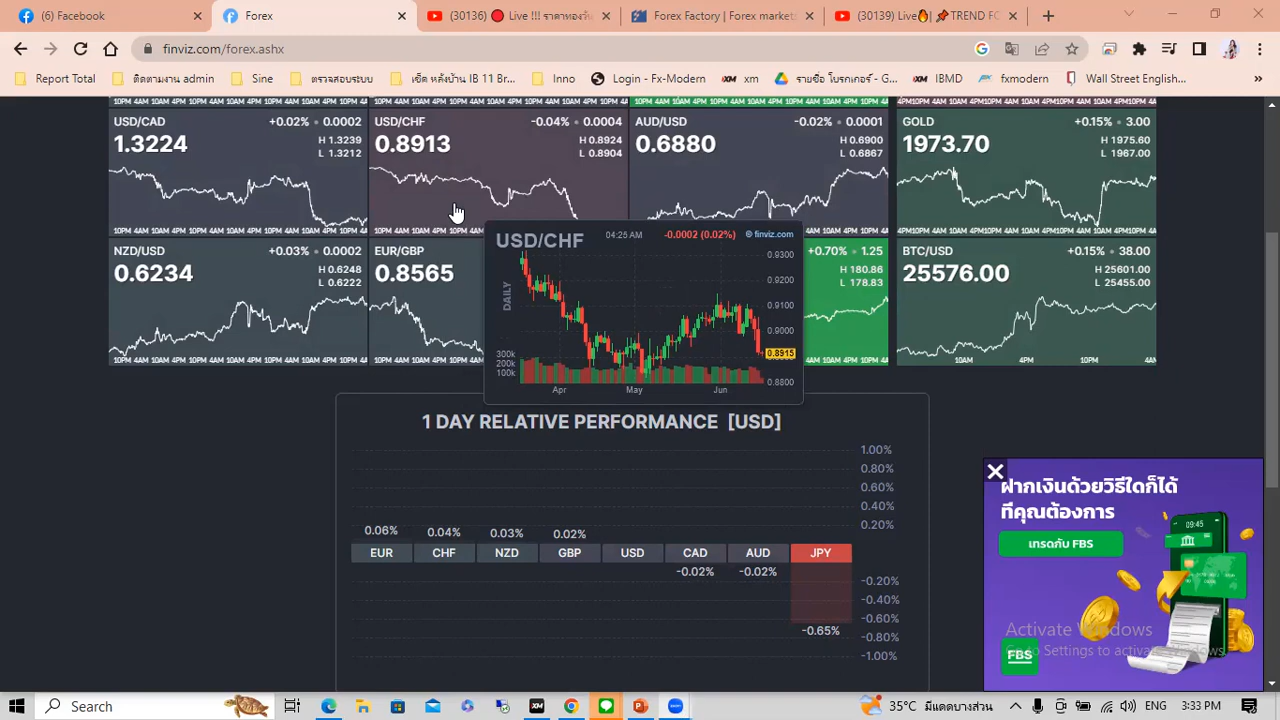 (6) Facebook
Forex
(30136) 🔴 Live !!! ราคาทองวัน
Forex Factory | Forex market
(30139) Live🔥| 📌TREND FO
finviz.com/forex.ashx
Report Total
ติดตามงาน admin
Sine
ตรวจสอบระบบ
เช็ค หลังบ้าน IB 11 Br...
Inno
Login - Fx-Modern
xm
รายชื่อ โบรกเกอร์ - G...
IBMD
fxmodern
Wall Street English...
USD/CAD +0.02% • 0.0002
1.3224 H 1.3239
L 1.3212
USD/CHF -0.04% • 0.0004
0.8913 H 0.8924
L 0.8904
AUD/USD -0.02% • 0.0001
0.6880 H 0.6900
L 0.6867
GOLD +0.15% • 3.00
1973.70 H 1975.60
L 1967.00
NZD/USD +0.03% • 0.0002
0.6234 H 0.6248
L 0.6222
EUR/GBP
0.8565
+0.70% • 1.25
H 180.86
L 178.83
BTC/USD +0.15% • 38.00
25576.00 H 25601.00
L 25455.00
10AM 4PM 10PM
USD/CHF 04:25 AM -0.0002 (0.02%) © finviz.com
DAILY
0.9300
0.9200
0.9100
0.9000
0.8915
0.8800
300k
200k
100k
Apr May Jun
1 DAY RELATIVE PERFORMANCE [USD]
1.00%
0.80%
0.60%
0.40%
0.20%
0.06% 0.04% 0.03% 0.02%
EUR CHF NZD GBP USD CAD AUD JPY
-0.02% -0.02%
-0.65%
-0.20%
-0.40%
-0.60%
-0.80%
-1.00%
ฝากเงินด้วยวิธีใดก็ได้
ที่คุณต้องการ
เทรดกับ FBS
09:45
FBS
Activate Windows
Go to Settings to activate Windows.
Search
35°C มีแดดบางส่วน
ENG
3:33 PM